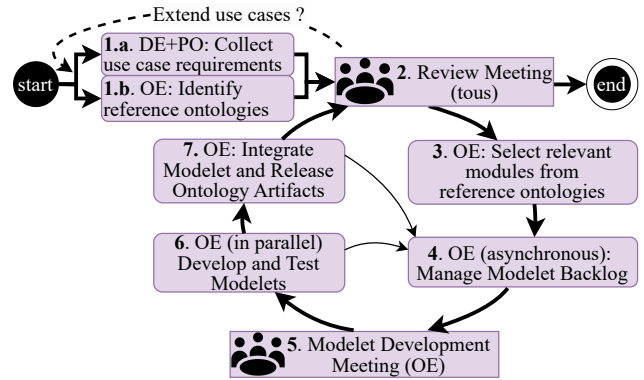 Extend use cases ?
start
1.a. DE+PO: Collect
use case requirements
1.b. OE: Identify
reference ontologies
2. Review Meeting
(tous)
end
7. OE: Integrate
Modelet and Release
Ontology Artifacts
3. OE: Select relevant
modules from
reference ontologies
6. OE (in parallel)
Develop and Test
Modelets
4. OE (asynchronous):
Manage Modelet Backlog
5. Modelet Development
Meeting (OE)